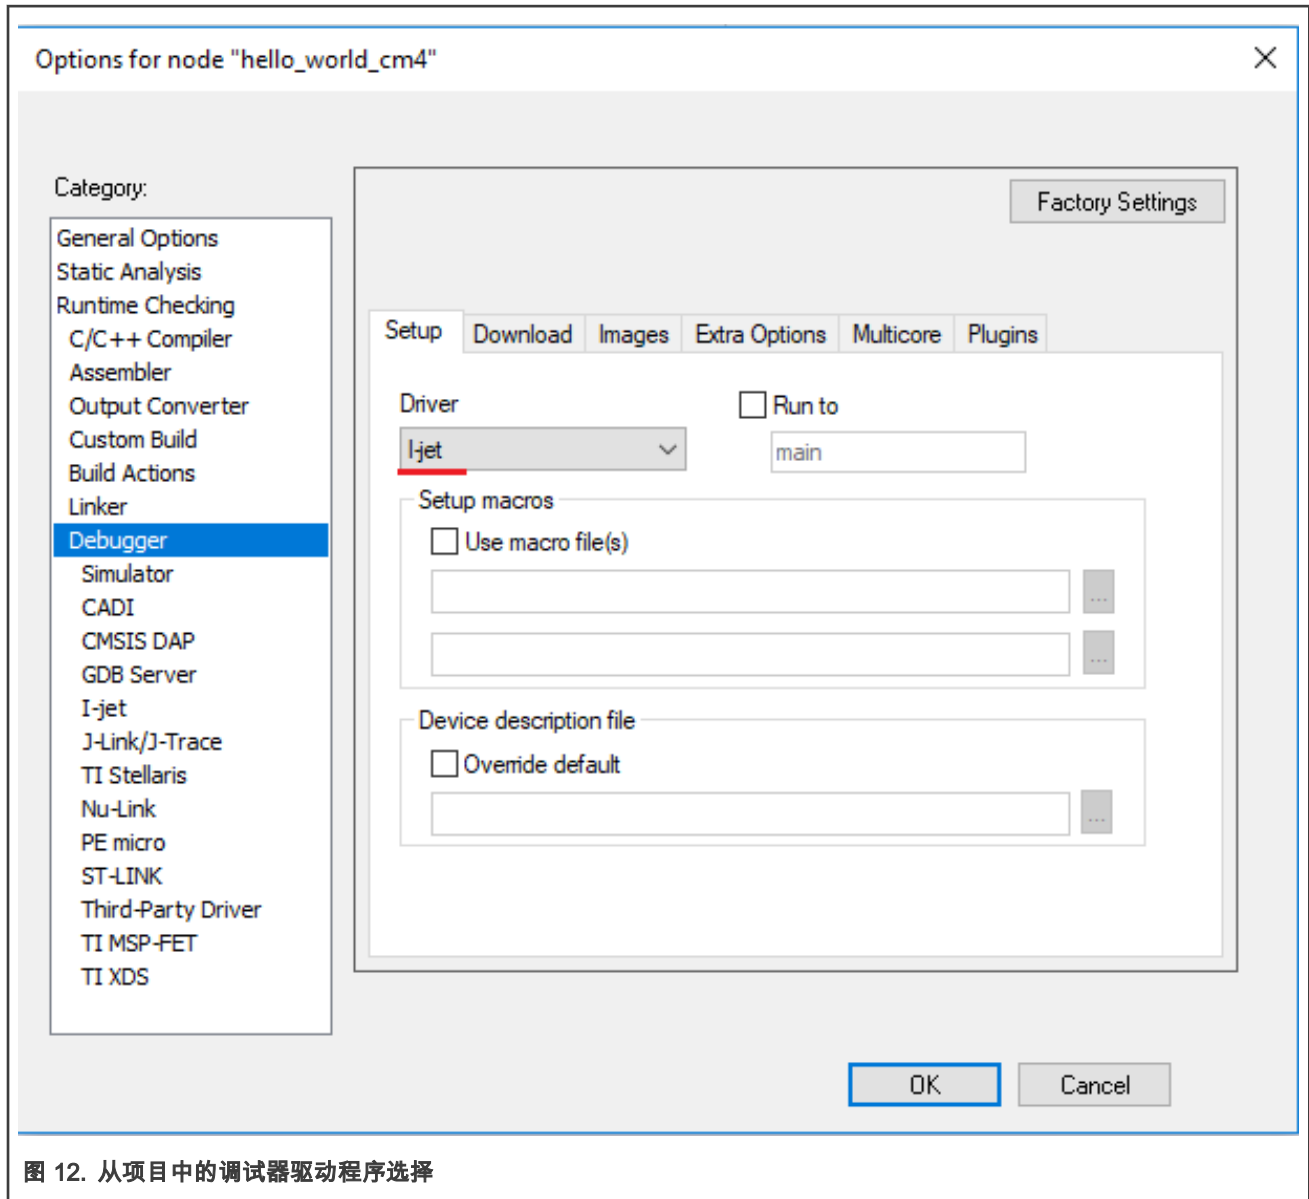 Options for node "hello_world_cm4"
Category:
Factory Settings
General Options
Static Analysis
Runtime Checking
C/C++ Compiler
Assembler
Output Converter
Custom Build
Build Actions
Linker
Debugger
Simulator
CADI
CMSIS DAP
GDB Server
I-jet
J-Link/J-Trace
TI Stellaris
Nu-Link
PE micro
ST-LINK
Third-Party Driver
TI MSP-FET
TI XDS
Setup Download Images Extra Options Multicore Plugins
Driver
Run to
I-jet
main
Setup macros
Use macro file(s)
...
...
Device description file
Override default
...
OK Cancel
图 12. 从项目中的调试器驱动程序选择